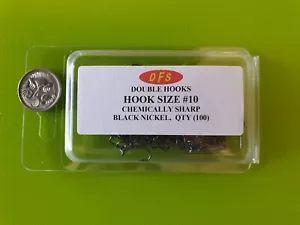 DFS
DOUBLE HOOKS
HOOK SIZE #10
CHEMICALLY SHARP
BLACK NICKEL, QTY (100)